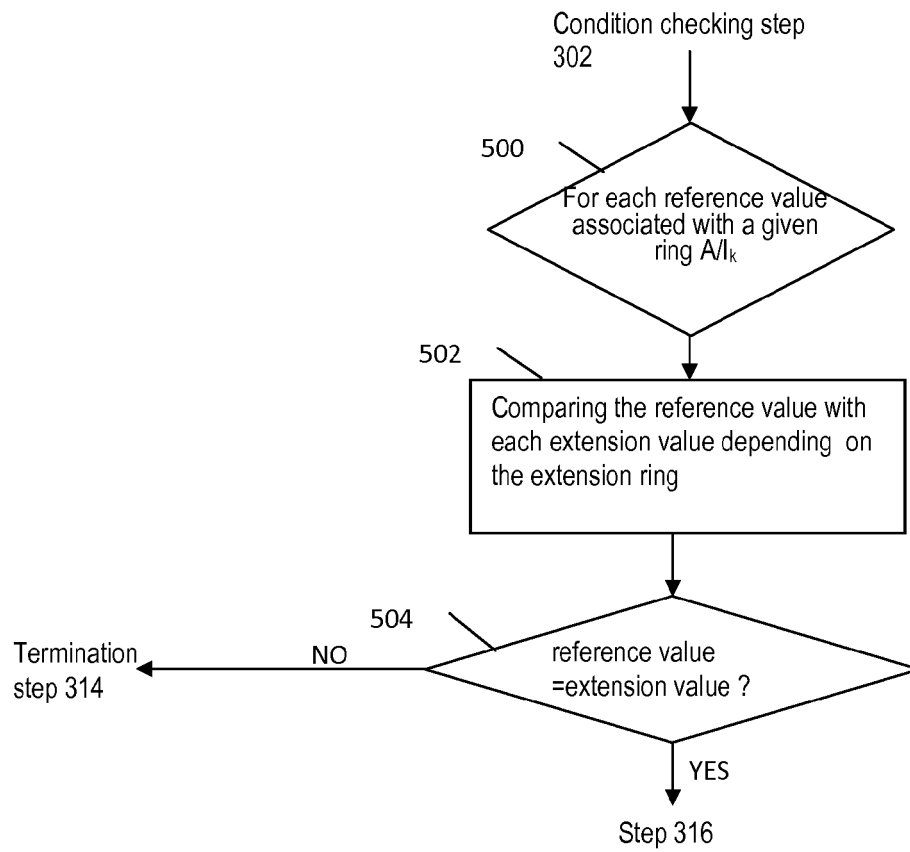 Condition checking step
302
500
For each reference value
associated with a given
ring A/Iₖ
502
Comparing the reference value with
each extension value depending on
the extension ring
504
reference value
=extension value ?
NO
Termination
step 314
YES
Step 316